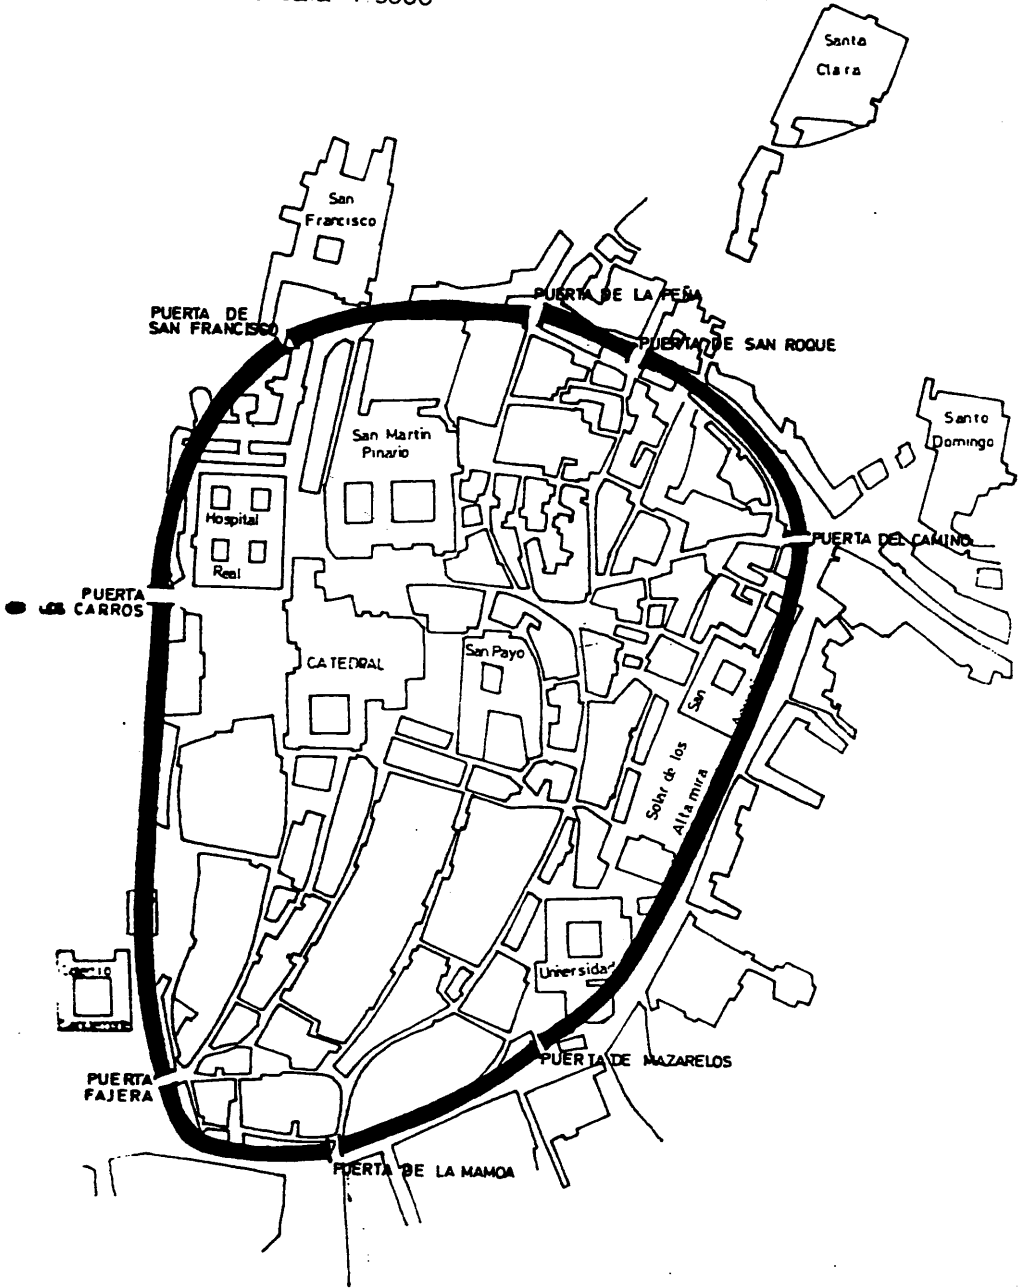 1:5000
Santa
Clara
San
Francisco
PUERTA DE LA PEÑA
PUERTA DE
SAN FRANCISCO
PUERTA DE SAN ROQUE
Santo
Domingo
San Martin
Pinario
Hospital
Real
PUERTA DEL CAMINO
PUERTA
LOS CARROS
CATEDRAL
San Payo
San
Solar de los
Altamira
Universidad
PUERTA DE MAZARELOS
PUERTA
FAJERA
PUERTA DE LA MAMOA